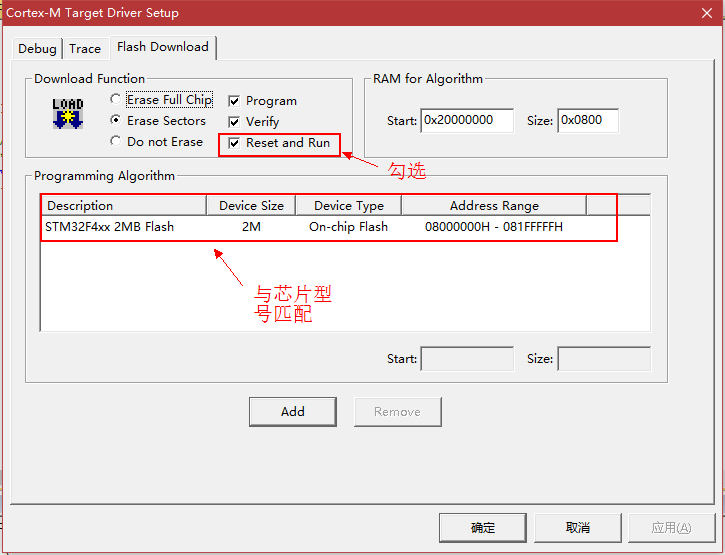 Cortex-M Target Driver Setup
Debug Trace Flash Download
Download Function
LOAD
Erase Full Chip
Erase Sectors
Do not Erase
Program
Verify
Reset and Run
RAM for Algorithm
Start: 0x20000000 Size: 0x0800
勾选
Programming Algorithm
Description Device Size Device Type Address Range
STM32F4xx 2MB Flash 2M On-chip Flash 08000000H - 081FFFFFH
与芯片型
号匹配
Start: Size:
Add Remove
确定 取消 应用(A)